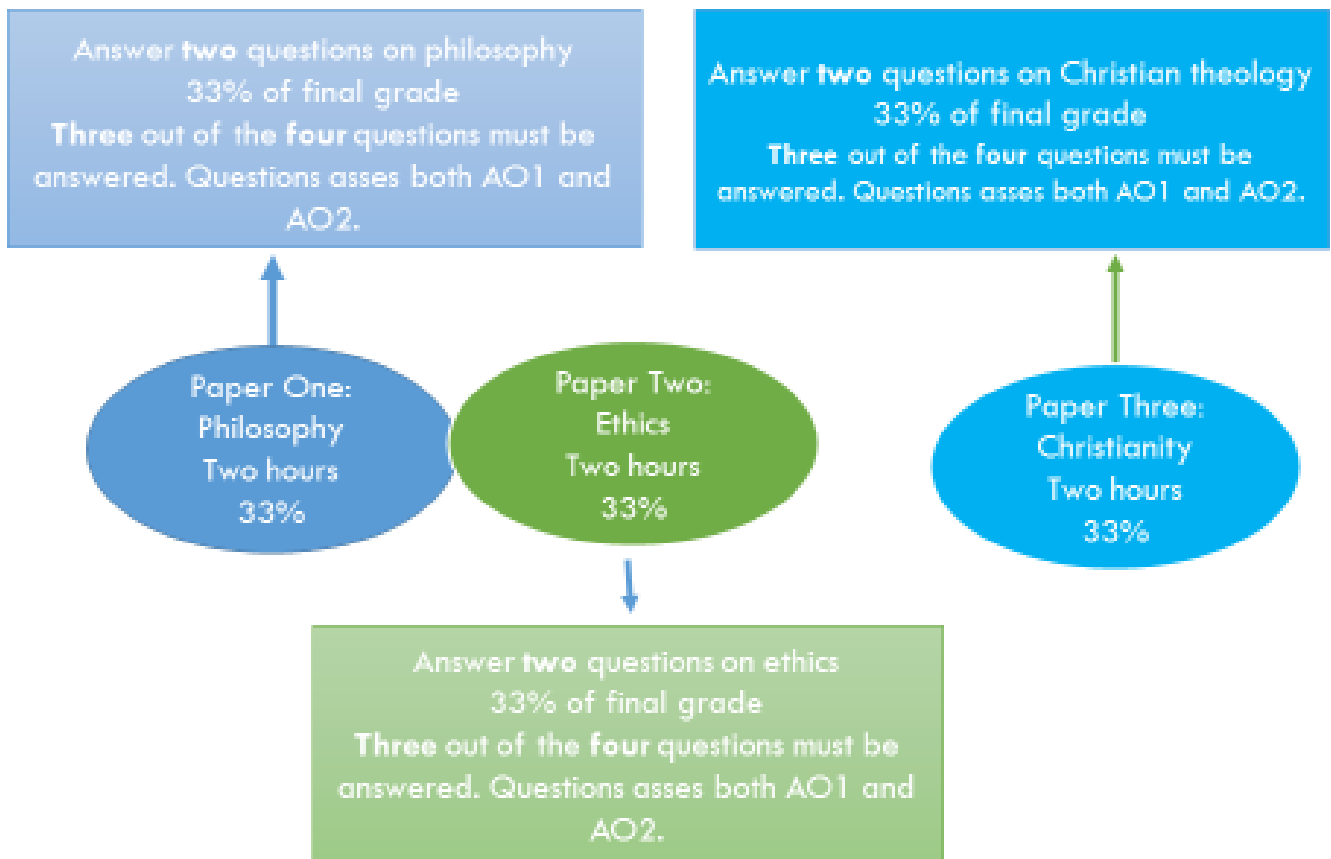 Answer two questions on philosophy
33% of final grade
Three out of the four questions must be
answered. Questions asses both AO1 and
AO2.
Answer two questions on Christian theology
33% of final grade
Three out of the four questions must be
answered. Questions asses both AO1 and AO2.
Paper One:
Philosophy
Two hours
33%
Paper Two:
Ethics
Two hours
33%
Paper Three:
Christianity
Two hours
33%
Answer two questions on ethics
33% of final grade
Three out of the four questions must be
answered. Questions asses both AO1 and
AO2.